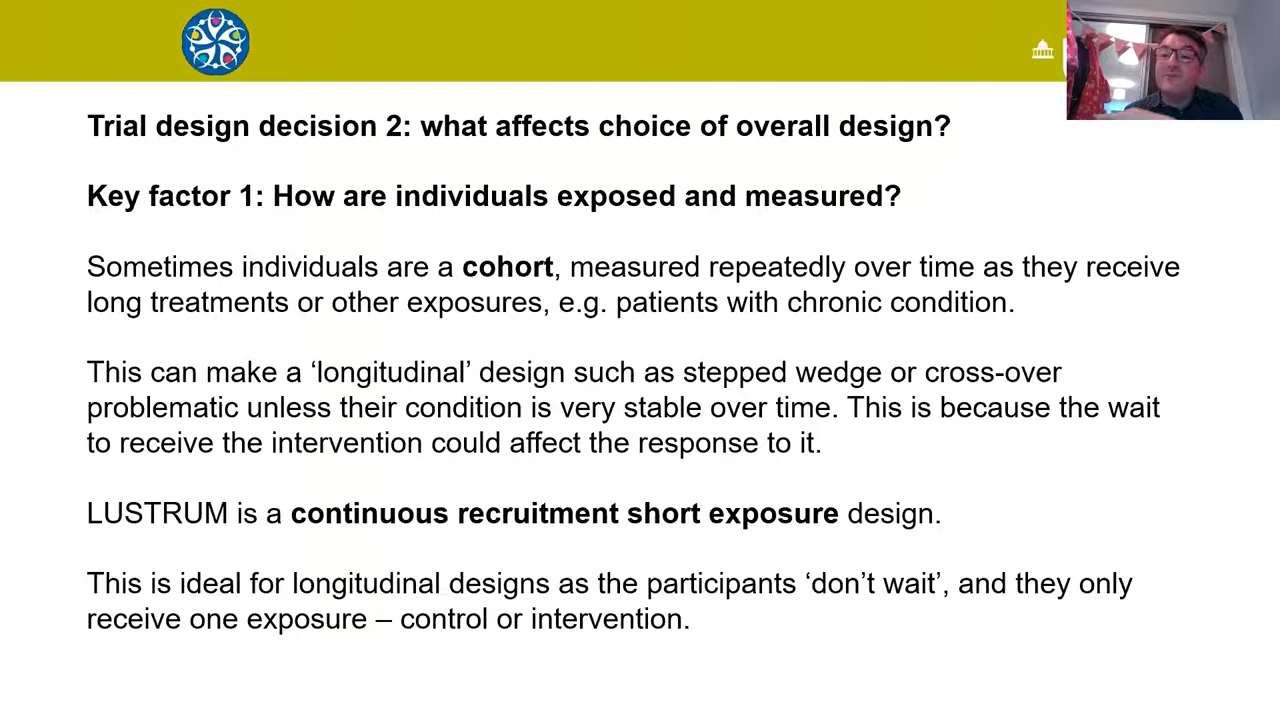 Trial design decision 2: what affects choice of overall design?
Key factor 1: How are individuals exposed and measured?
Sometimes individuals are a cohort, measured repeatedly over time as they receive
long treatments or other exposures, e.g. patients with chronic condition.
This can make a ‘longitudinal’ design such as stepped wedge or cross-over
problematic unless their condition is very stable over time. This is because the wait
to receive the intervention could affect the response to it.
LUSTRUM is a continuous recruitment short exposure design.
This is ideal for longitudinal designs as the participants ‘don’t wait’, and they only
receive one exposure – control or intervention.